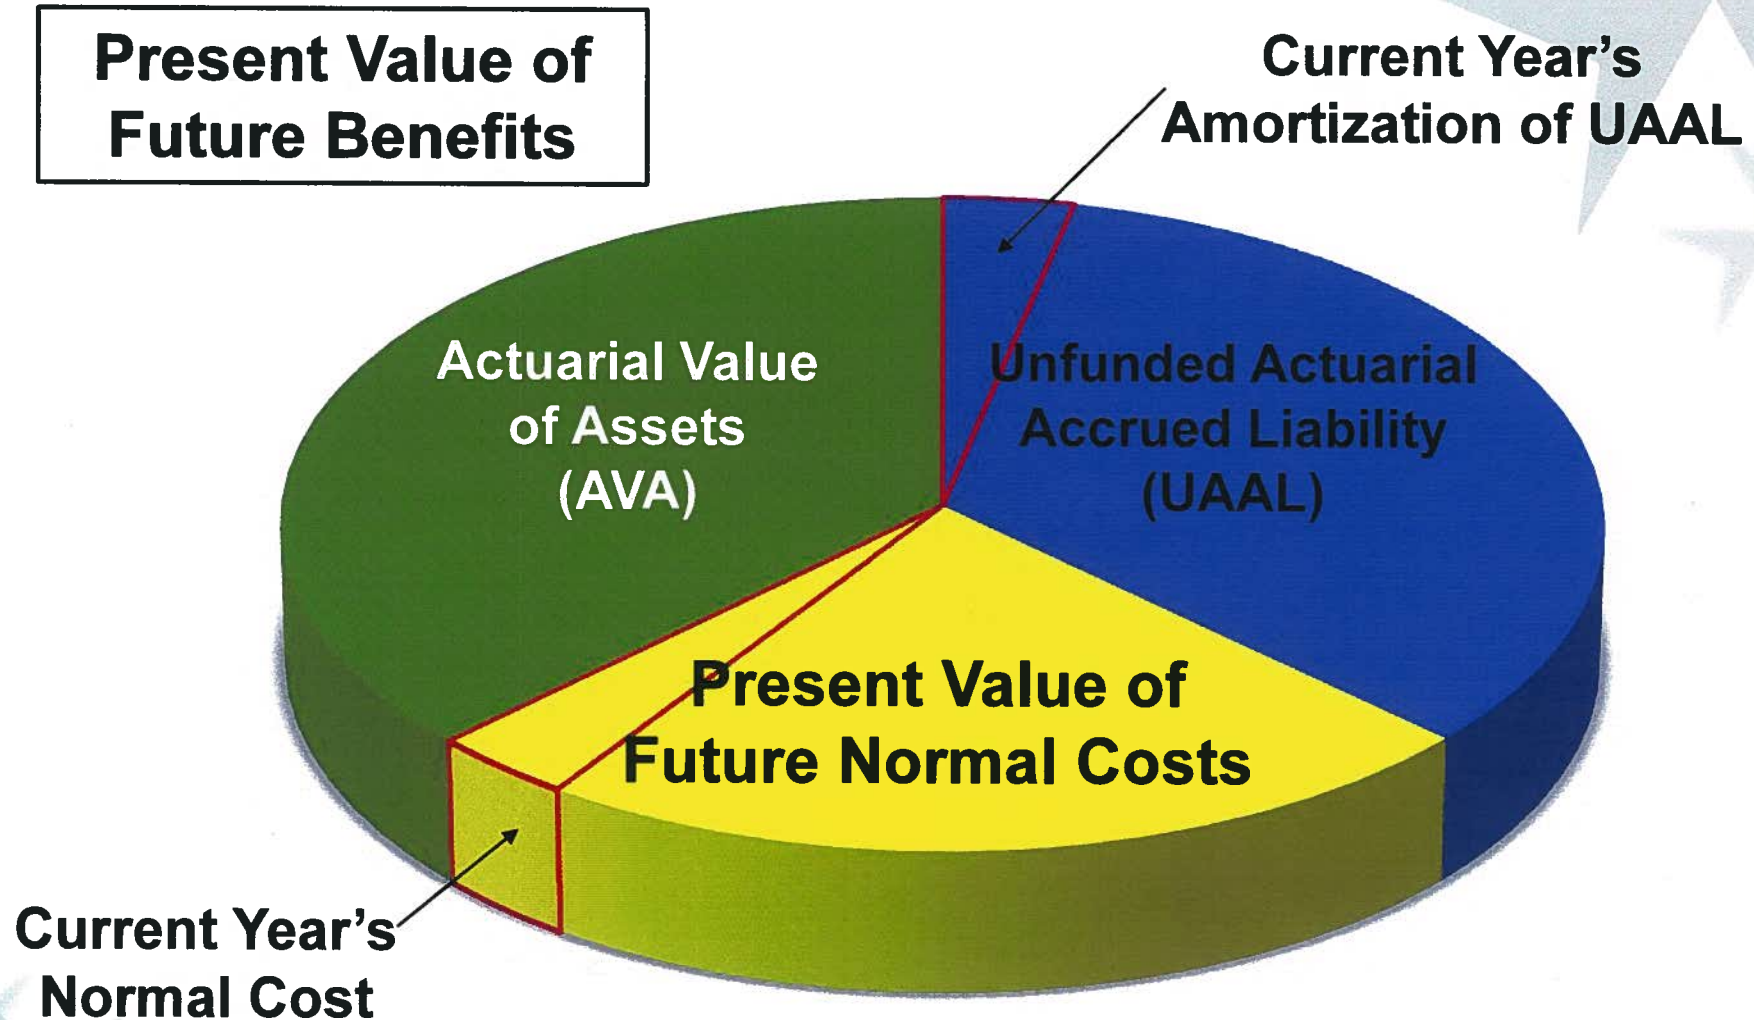 Present Value of
Future Benefits
Current Year's
Amortization of UAAL
Actuarial Value
of Assets
(AVA)
Unfunded Actuarial
Accrued Liability
(UAAL)
Present Value of
Future Normal Costs
Current Year's
Normal Cost